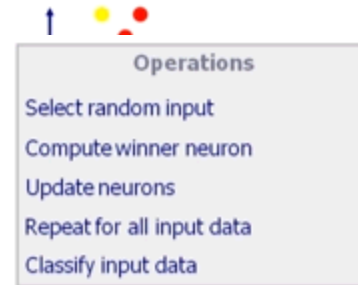 Operations
Select random input
Compute winner neuron
Update neurons
Repeat for all input data
Classify input data